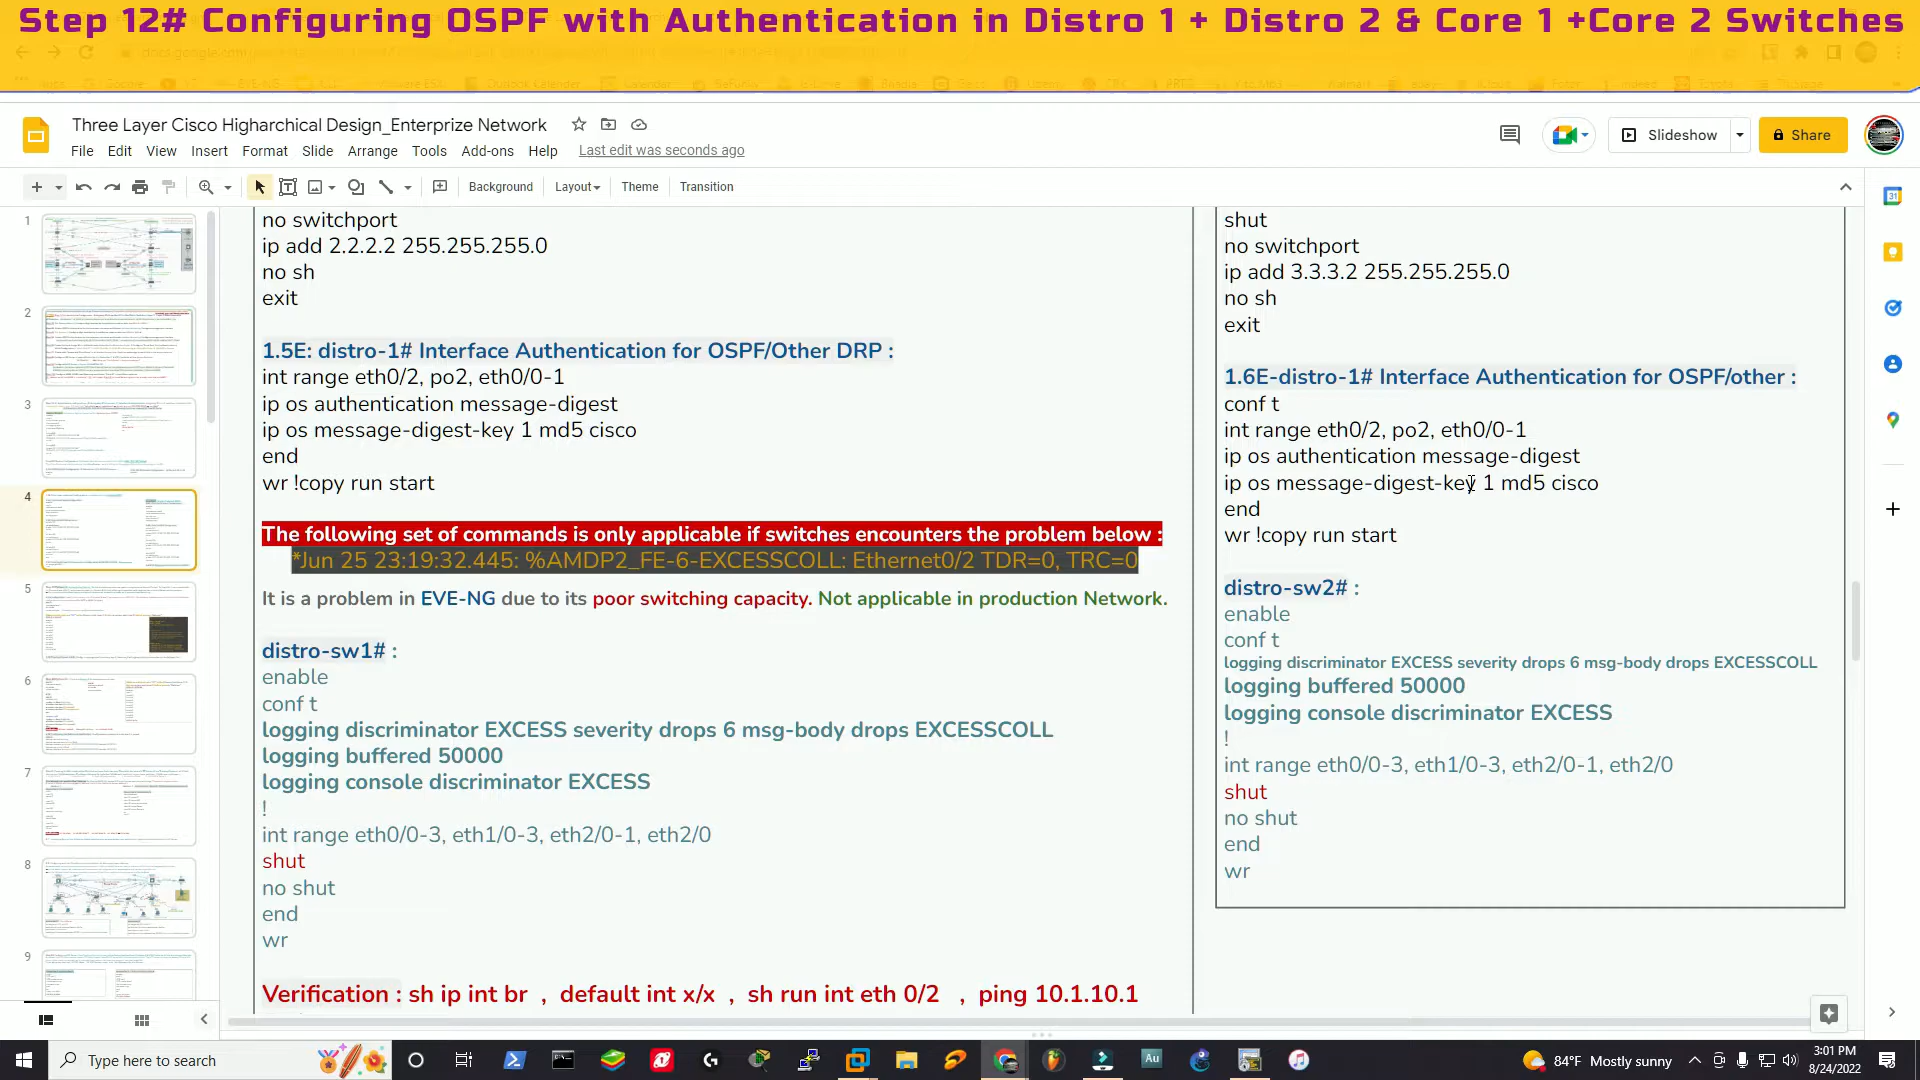 Step 12# Configuring OSPF with Authentication in Distro 1 + Distro 2 & Core 1 +Core 2 Switches
Three Layer Cisco Higharchical Design_Enterprize Network
File Edit View Insert Format Slide Arrange Tools Add-ons Help Last edit was seconds ago
Slideshow
Share
Background Layout Theme Transition
1
2
3
4
5
6
7
8
9
no switchport
ip add 2.2.2.2 255.255.255.0
no sh
exit
1.5E: distro-1# Interface Authentication for OSPF/Other DRP :
int range eth0/2, po2, eth0/0-1
ip os authentication message-digest
ip os message-digest-key 1 md5 cisco
end
wr !copy run start
The following set of commands is only applicable if switches encounters the problem below :
*Jun 25 23:19:32.445: %AMDP2_FE-6-EXCESSCOLL: Ethernet0/2 TDR=0, TRC=0
It is a problem in EVE-NG due to its poor switching capacity. Not applicable in production Network.
distro-sw1# :
enable
conf t
logging discriminator EXCESS severity drops 6 msg-body drops EXCESSCOLL
logging buffered 50000
logging console discriminator EXCESS
!
int range eth0/0-3, eth1/0-3, eth2/0-1, eth2/0
shut
no shut
end
wr
Verification : sh ip int br , default int x/x , sh run int eth 0/2 , ping 10.1.10.1
shut
no switchport
ip add 3.3.3.2 255.255.255.0
no sh
exit
1.6E-distro-1# Interface Authentication for OSPF/other :
conf t
int range eth0/2, po2, eth0/0-1
ip os authentication message-digest
ip os message-digest-key 1 md5 cisco
end
wr !copy run start
distro-sw2# :
enable
conf t
logging discriminator EXCESS severity drops 6 msg-body drops EXCESSCOLL
logging buffered 50000
logging console discriminator EXCESS
!
int range eth0/0-3, eth1/0-3, eth2/0-1, eth2/0
shut
no shut
end
wr
Type here to search
Au
84°F Mostly sunny
3:01 PM
8/24/2022